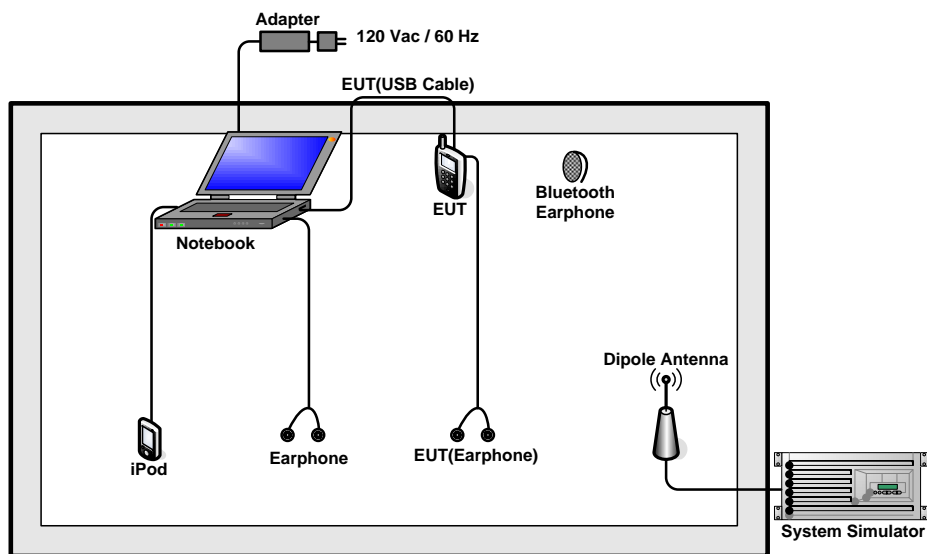 Adapter
120 Vac / 60 Hz
EUT(USB Cable)
EUT
Bluetooth
Earphone
Notebook
Dipole Antenna
iPod
Earphone
EUT(Earphone)
System Simulator